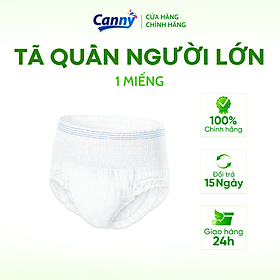 Canny
CỬA HÀNG
CHÍNH HÃNG
TÃ QUẦN NGƯỜI LỚN
1 MIẾNG
100%
Chính hãng
Đổi trả
15 Ngày
Giao hàng
24h